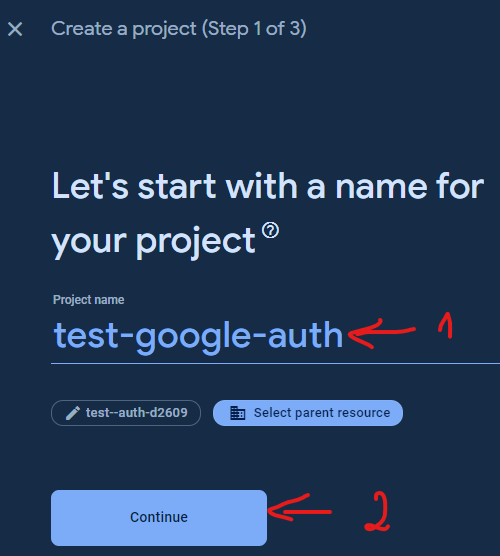 Create a project (Step 1 of 3)
Let's start with a name for
your project
Project name
test-google-auth
1
test--auth-d2609
Select parent resource
Continue
2